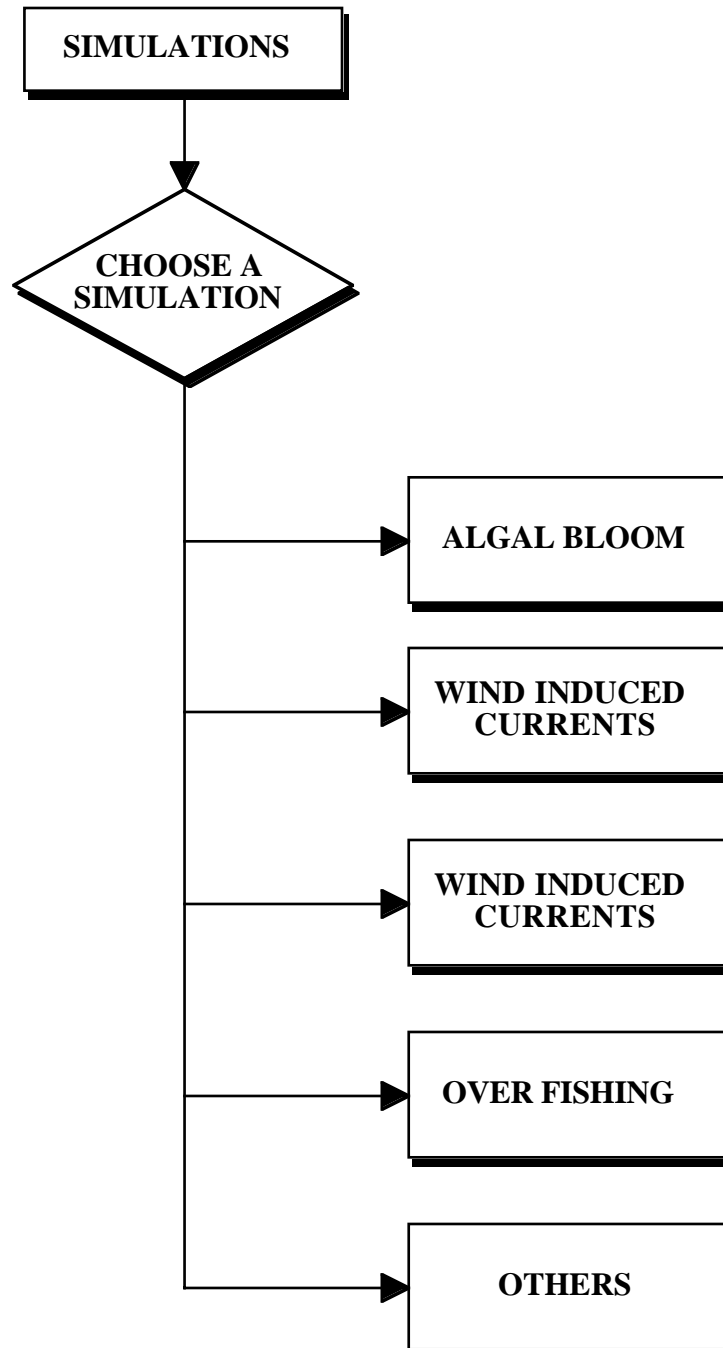 SIMULATIONS
CHOOSE A
SIMULATION
ALGAL BLOOM
WIND INDUCED
CURRENTS
WIND INDUCED
CURRENTS
OVER FISHING
OTHERS